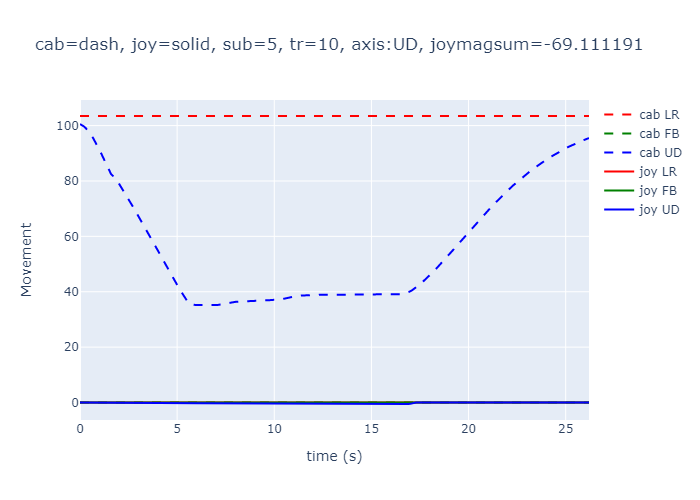 cab=dash, joy=solid, sub=5, tr=10, axis:UD, joymagsum=-69.111191
cab LR
cab FB
cab UD
joy LR
joy FB
joy UD
Movement
100
80
60
40
20
0
0 5 10 15 20 25
time (s)